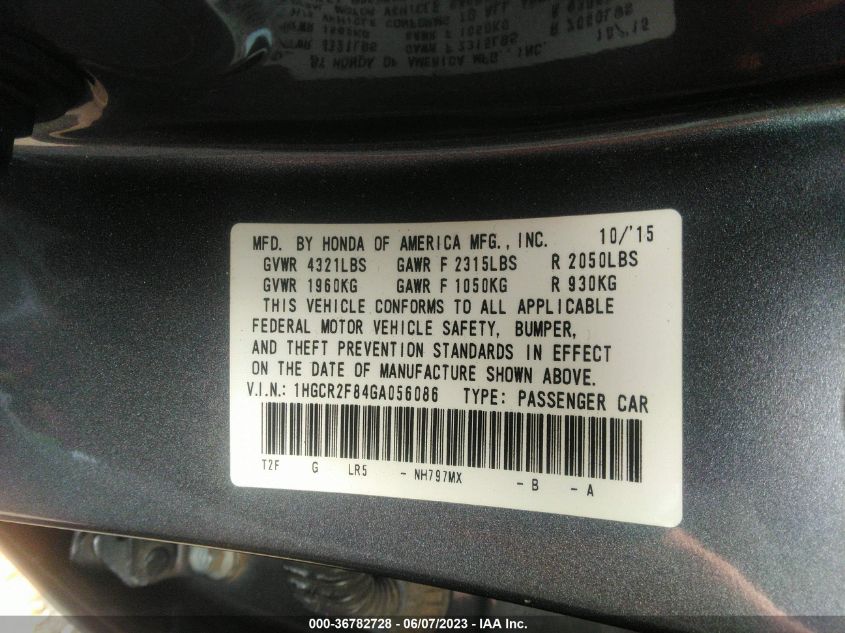 MFD. BY HONDA OF AMERICA MFG., INC. 10/'15
GVWR 4321LBS GAWR F 2315LBS R 2050LBS
GVWR 1960KG GAWR F 1050KG R 930KG
THIS VEHICLE CONFORMS TO ALL APPLICABLE
FEDERAL MOTOR VEHICLE SAFETY, BUMPER,
AND THEFT PREVENTION STANDARDS IN EFFECT
ON THE DATE OF MANUFACTURE SHOWN ABOVE.
V.I.N.: 1HGCR2F84GA056086 TYPE: PASSENGER CAR
T2F G LR5 - NH797MX - B - A
000-36782728 - 06/07/2023 - IAA Inc.